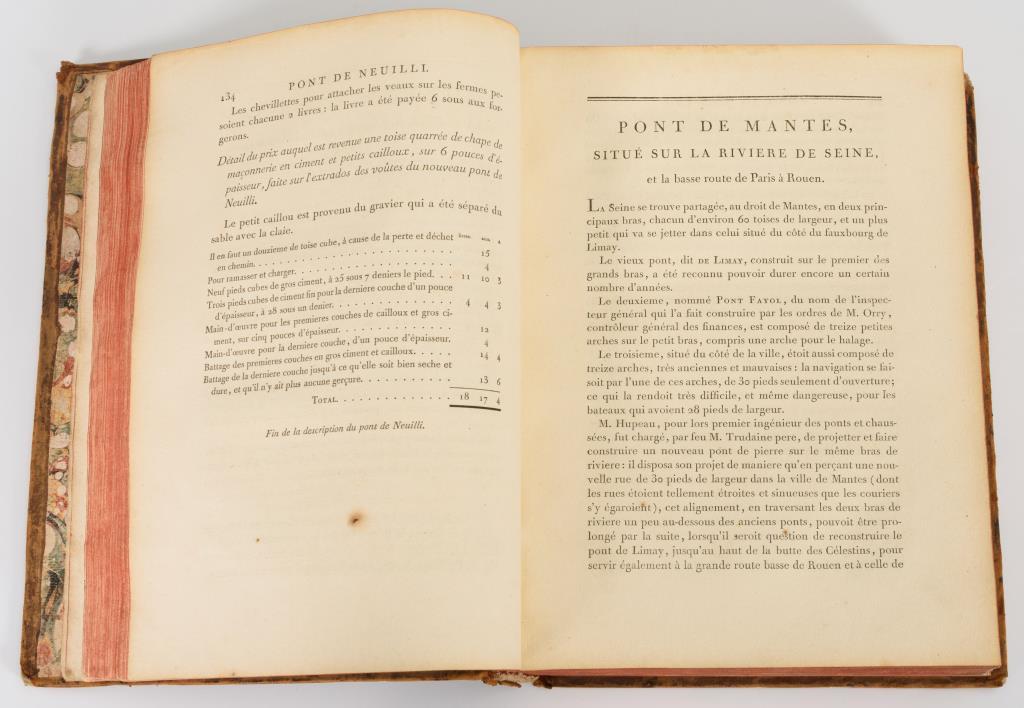 134
PONT DE NEUILLI.
Les chevillettes pour attacher les veaux sur les fermes pe-
soient chacune 2 livres : la livre a été payée 6 sous aux for-
gerons.
Détail du prix auquel est revenue une toise quarrée de chape de
maçonnerie en ciment et petits cailloux, sur 6 pouces d'é-
paisseur, faite sur l'extrados des voûtes du nouveau pont de
Neuilli.
Le petit caillou est provenu du gravier qui a été séparé du
sable avec la claie.
Il en faut un douzieme de toise cube, à cause de la perte et déchet
en chemin. 15
Pour ramasser et charger. 4
Neuf pieds cubes de gros ciment, à 25 sous 7 deniers le pied. 11 10 3
Trois pieds cubes de ciment fin pour la derniere couche d'un pouce
d'épaisseur, à 28 sous un denier. 4 4 3
Main-d'œuvre pour les premieres couches de cailloux et gros ci-
ment, sur cinq pouces d'épaisseur. 12
Main-d'œuvre pour la derniere couche, d'un pouce d'épaisseur. 4
Battage des premieres couches en gros ciment et cailloux. 14 4
Battage de la derniere couche jusqu'à ce qu'elle soit bien seche et
dure, et qu'il n'y ait plus aucune gerçure. 13 6
TOTAL. 18 17 4
Fin de la description du pont de Neuilli.
PONT DE MANTES,
SITUÉ SUR LA RIVIERE DE SEINE,
et la basse route de Paris à Rouen.
LA Seine se trouve partagée, au droit de Mantes, en deux prin-
cipaux bras, chacun d'environ 60 toises de largeur, et un plus
petit qui va se jetter dans celui situé du côté du fauxbourg de
Limay.
Le vieux pont, dit DE LIMAY, construit sur le premier des
grands bras, a été reconnu pouvoir durer encore un certain
nombre d'années.
Le deuxieme, nommé PONT FAYOL, du nom de l'inspec-
teur général qui l'a fait construire par les ordres de M. Orry,
contrôleur général des finances, est composé de treize petites
arches sur le petit bras, compris une arche pour le halage.
Le troisieme, situé du côté de la ville, étoit aussi composé de
treize arches, très anciennes et mauvaises : la navigation se fai-
soit par l'une de ces arches, de 30 pieds seulement d'ouverture;
ce qui la rendoit très difficile, et même dangereuse, pour les
bateaux qui avoient 28 pieds de largeur.
M. Hupeau, pour lors premier ingénieur des ponts et chaus-
sées, fut chargé, par feu M. Trudaine pere, de projetter et faire
construire un nouveau pont de pierre sur le même bras de
riviere : il disposa son projet de maniere qu'en perçant une nou-
velle rue de 30 pieds de largeur dans la ville de Mantes (dont
les rues étoient tellement étroites et sinueuses que les couriers
s'y égaroient), cet alignement, en traversant les deux bras de
riviere un peu au-dessous des anciens ponts, pouvoit être pro-
longé par la suite, lorsqu'il seroit question de reconstruire le
pont de Limay, jusqu'au haut de la butte des Célestins, pour
servir également à la grande route basse de Rouen et à celle de